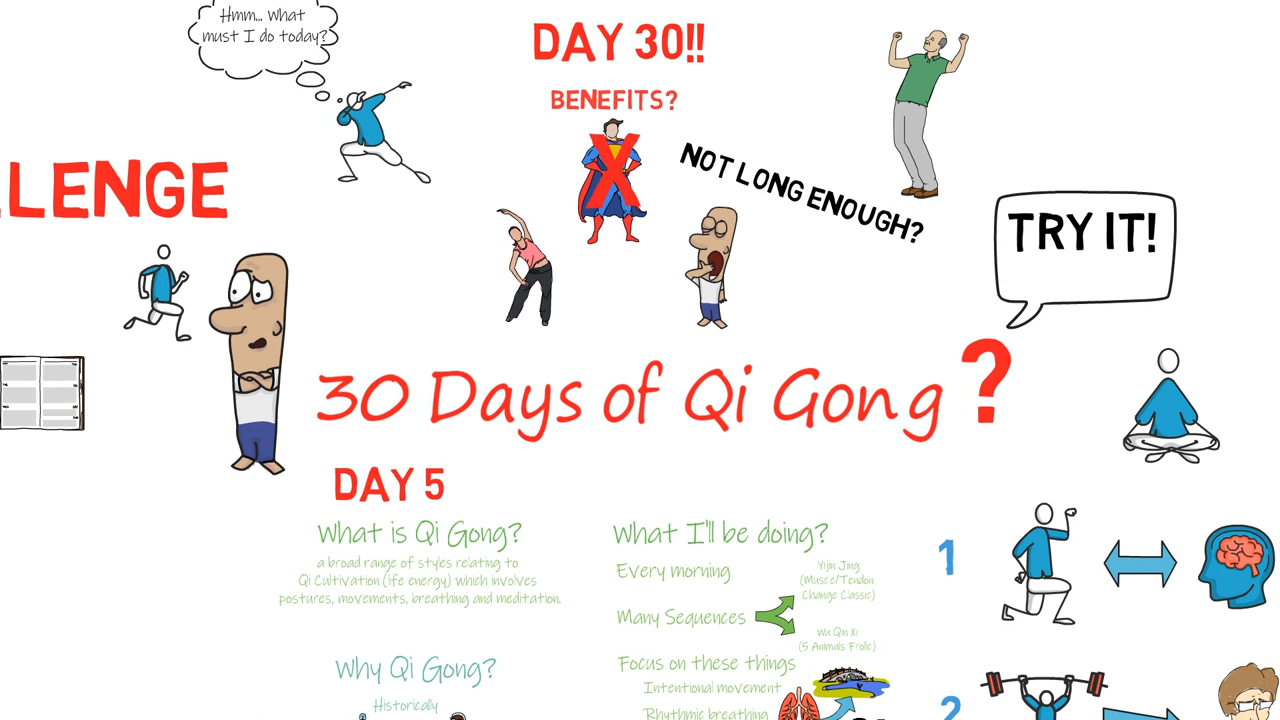 Hmm... what
must I do today?
DAY 30!!
BENEFITS?
X
NOT LONG ENOUGH?
LENGE
TRY IT!
30 Days of Qi Gong?
DAY 5
What is Qi Gong?
a broad range of styles relating to
Qi Cultivation (life energy) which involves
postures, movements, breathing and meditation.
Why Qi Gong?
Historically
What I'll be doing?
Every morning
Many Sequences
Yijin Jing
(Muscle/Tendon
Change Classic)
Wu Qin Xi
(5 Animals Frolic)
Focus on these things
Intentional movement
Rhythmic breathing
1
2